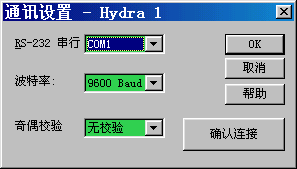 通讯设置 - Hydra 1
RS-232 串行 COM1 OK
取消
波特率: 9600 Baud
帮助
奇偶校验 无校验
确认连接